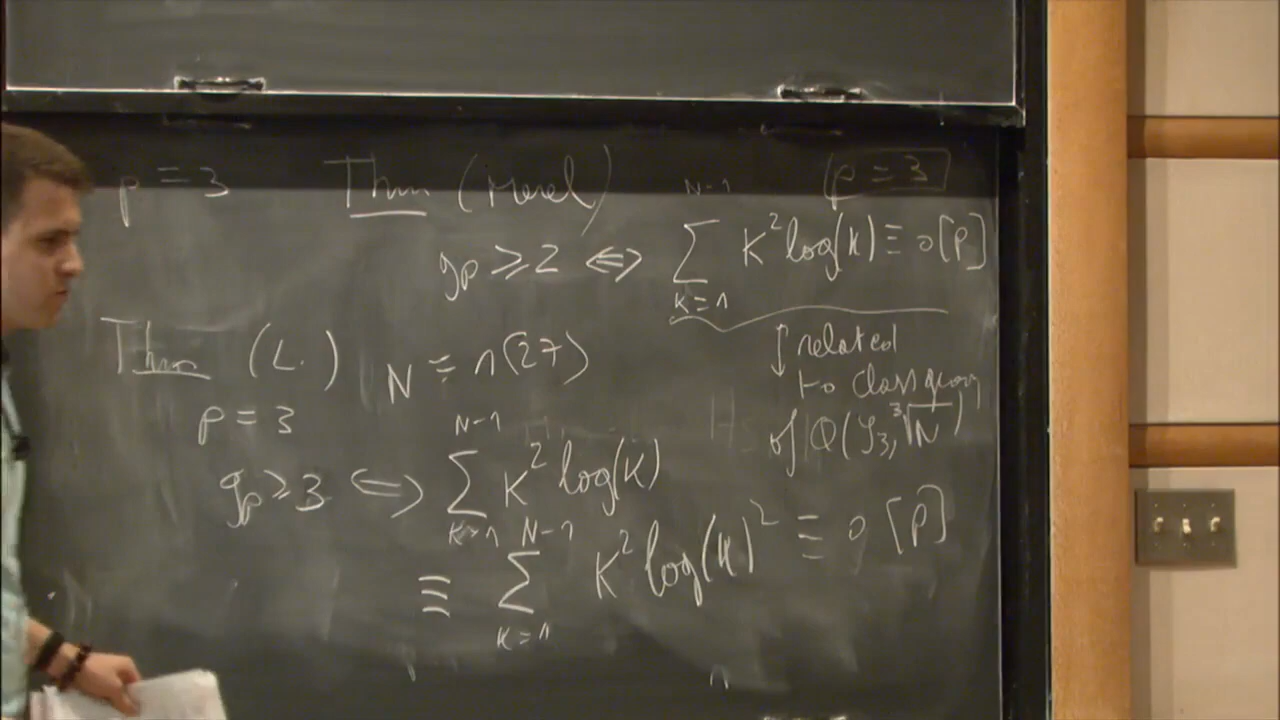 p = 3 Thm (Merel) (p = 3
g_p ≥ 2 ⇔ ∑_{K=1}^{N-1} K² log(K) ≡ 0 [p]
↕ related
to class group
of Q(ζ₃, ∛N)
Thm (L.) N ≡ 1 (27)
p = 3
g_p ≥ 3 ⇔ ∑_{K=1}^{N-1} K² log(K)
≡ ∑_{K=1}^{N-1} K² log(K)² ≡ 0 [p]